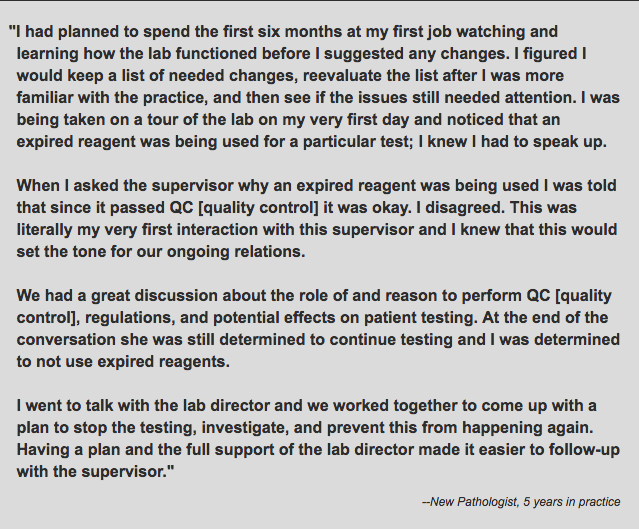 "I had planned to spend the first six months at my first job watching and
learning how the lab functioned before I suggested any changes. I figured I
would keep a list of needed changes, reevaluate the list after I was more
familiar with the practice, and then see if the issues still needed attention. I was
being taken on a tour of the lab on my very first day and noticed that an
expired reagent was being used for a particular test; I knew I had to speak up.
When I asked the supervisor why an expired reagent was being used I was told
that since it passed QC [quality control] it was okay. I disagreed. This was
literally my very first interaction with this supervisor and I knew that this would
set the tone for our ongoing relations.
We had a great discussion about the role of and reason to perform QC [quality
control], regulations, and potential effects on patient testing. At the end of the
conversation she was still determined to continue testing and I was determined
to not use expired reagents.
I went to talk with the lab director and we worked together to come up with a
plan to stop the testing, investigate, and prevent this from happening again.
Having a plan and the full support of the lab director made it easier to follow-up
with the supervisor."
--New Pathologist, 5 years in practice